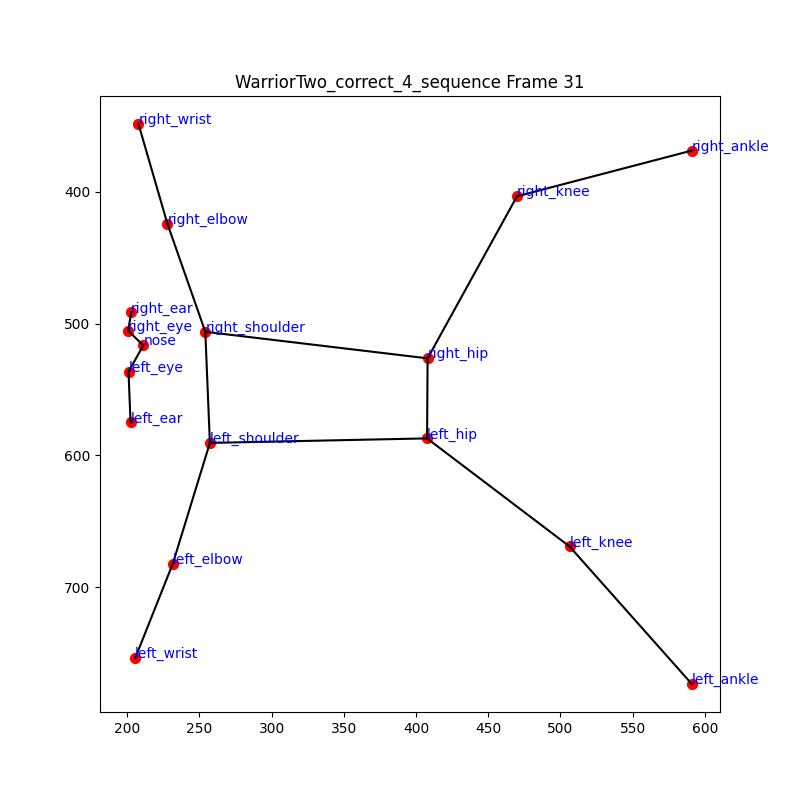 WarriorTwo_correct_4_sequence Frame 31
right_wrist
right_ankle
right_knee
400
right_elbow
right_ear
500
right_eye
right_shoulder
nose
right_hip
left_eye
left_ear
left_hip
left_shoulder
600
left_knee
left_elbow
700
left_wrist
left_ankle
200 250 300 350 400 450 500 550 600